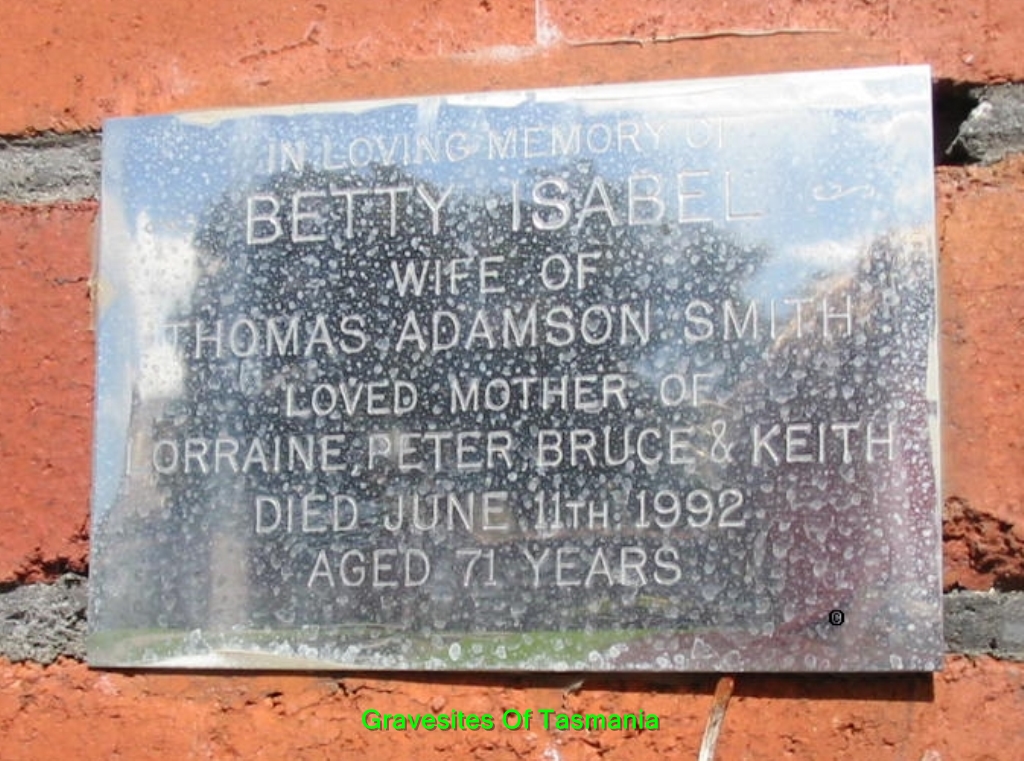 IN LOVING MEMORY OF
BETTY ISABEL
WIFE OF
THOMAS ADAMSON SMITH
LOVED MOTHER OF
LORRAINE, PETER, BRUCE & KEITH
DIED JUNE 11TH 1992
AGED 71 YEARS
©
Gravesites Of Tasmania